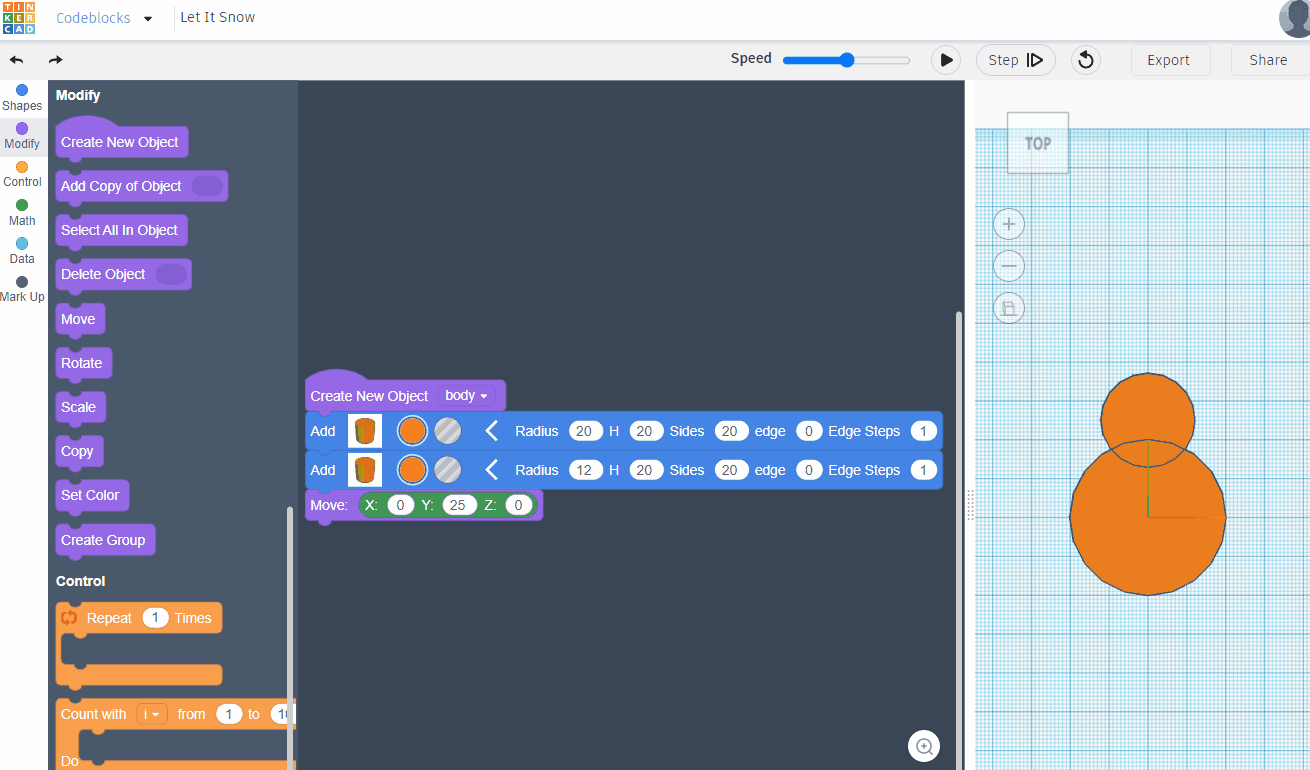 TIN
KER
CAD
Codeblocks
Let It Snow
Speed
Step
Export
Share
Shapes
Modify
Control
Math
Data
Mark Up
Modify
Create New Object
Add Copy of Object
Select All In Object
Delete Object
Move
Rotate
Scale
Copy
Set Color
Create Group
Control
Repeat 1 Times
Count with i from 1 to 10
Do
Create New Object body
Add Radius 20 H 20 Sides 20 edge 0 Edge Steps 1
Add Radius 12 H 20 Sides 20 edge 0 Edge Steps 1
Move: X: 0 Y: 25 Z: 0
TOP